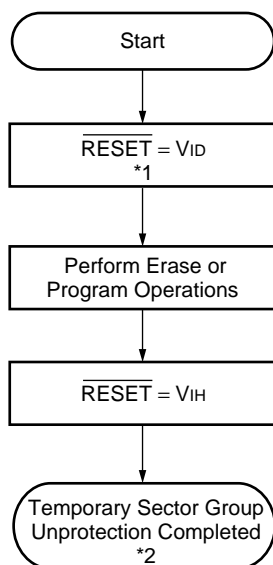 Start
RESET = VID
*1
Perform Erase or
Program Operations
RESET = VIH
Temporary Sector Group
Unprotection Completed
*2